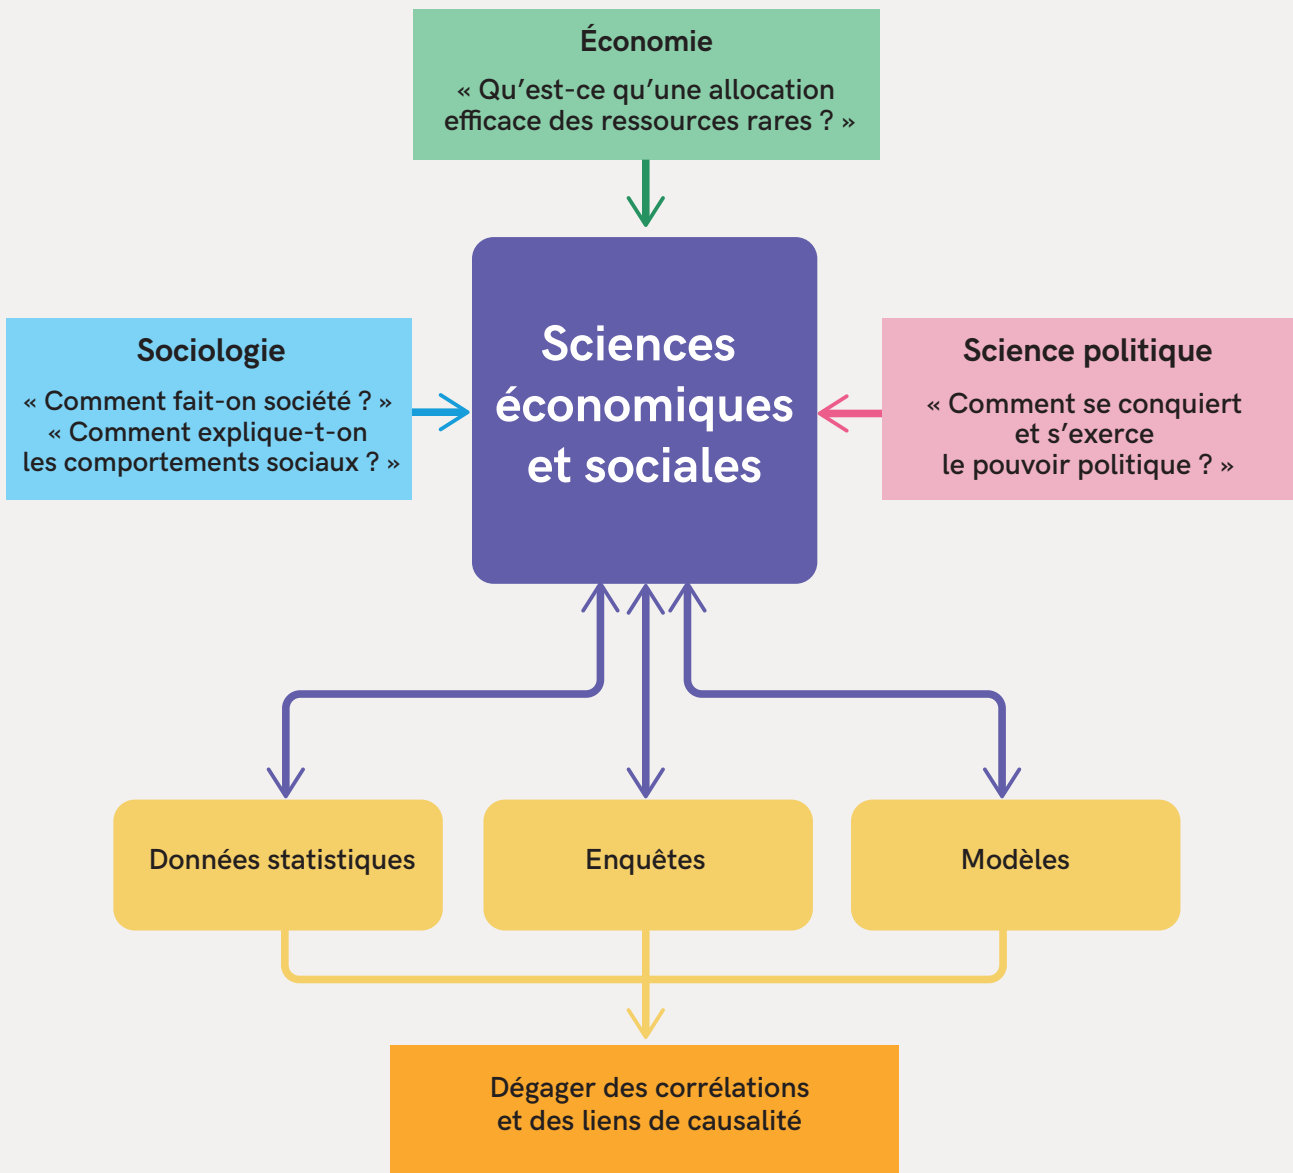 Économie
« Qu’est-ce qu’une allocation
efficace des ressources rares ? »
Sociologie
« Comment fait-on société ? »
« Comment explique-t-on
les comportements sociaux ? »
Sciences
économiques
et sociales
Science politique
« Comment se conquiert
et s’exerce
le pouvoir politique ? »
Données statistiques
Enquêtes
Modèles
Dégager des corrélations
et des liens de causalité